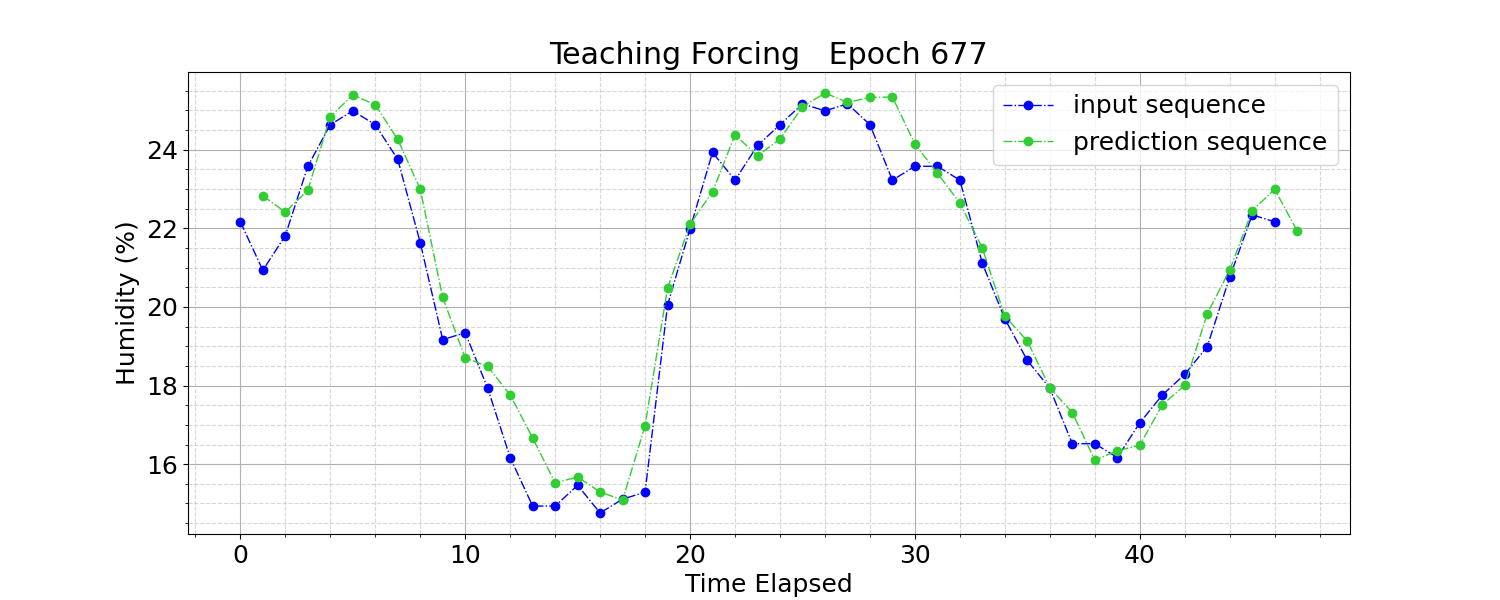 Teaching Forcing   Epoch 677
input sequence
prediction sequence
Humidity (%)
24
22
20
18
16
0 10 20 30 40
Time Elapsed